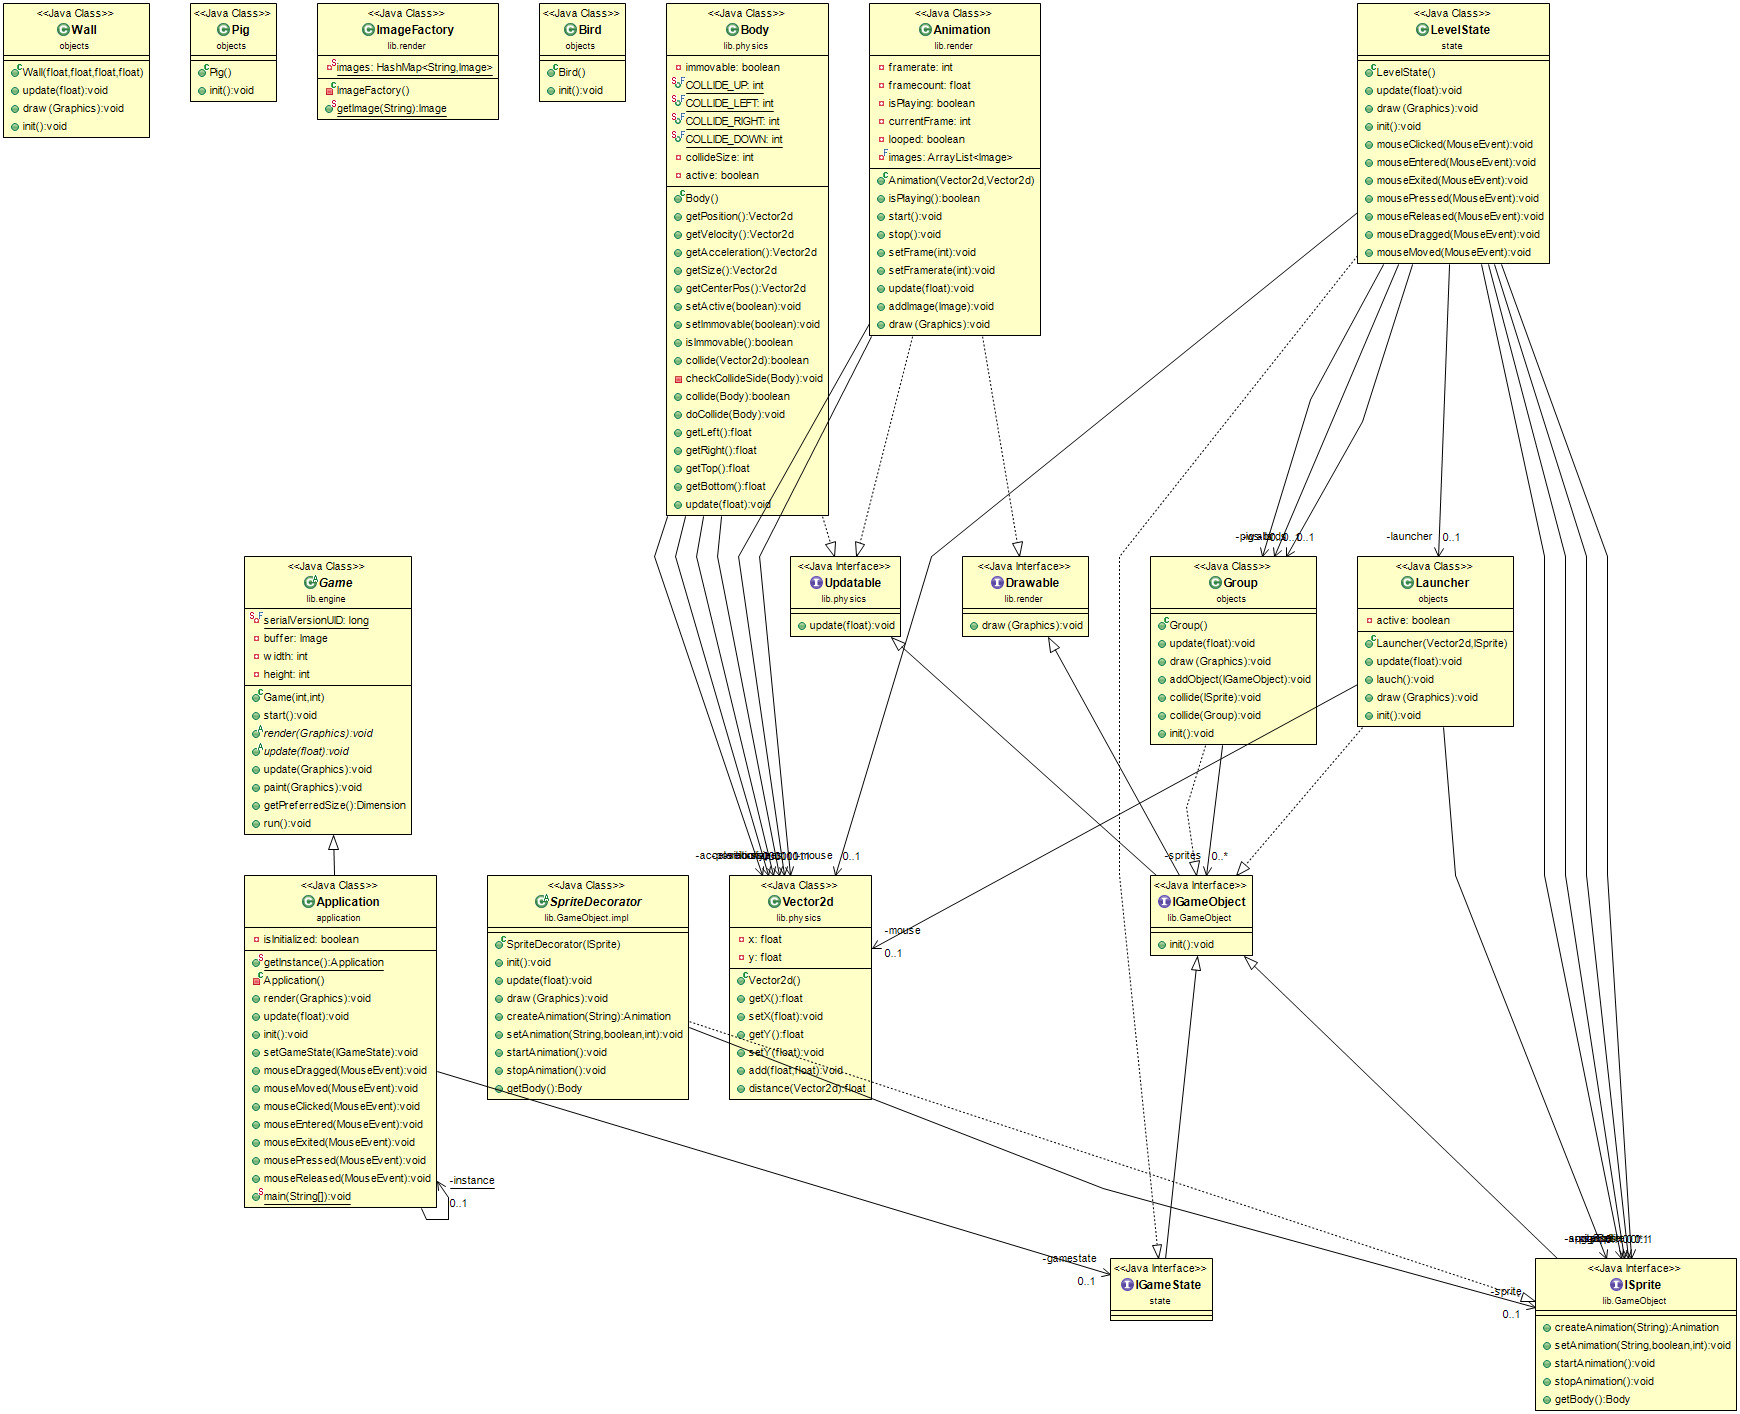 <<Java Class>>
Wall
objects
Wall(float,float,float,float)
update(float):void
draw(Graphics):void
init():void
<<Java Class>>
Pig
objects
Pig()
init():void
<<Java Class>>
ImageFactory
lib.render
images: HashMap<String,Image>
ImageFactory()
getImage(String):Image
<<Java Class>>
Bird
objects
Bird()
init():void
<<Java Class>>
Body
lib.physics
immovable: boolean
COLLIDE_UP: int
COLLIDE_LEFT: int
COLLIDE_RIGHT: int
COLLIDE_DOWN: int
collideSize: int
active: boolean
Body()
getPosition():Vector2d
getVelocity():Vector2d
getAcceleration():Vector2d
getSize():Vector2d
getCenterPos():Vector2d
setActive(boolean):void
setImmovable(boolean):void
isImmovable():boolean
collide(Vector2d):boolean
checkCollideSide(Body):void
collide(Body):boolean
doCollide(Body):void
getLeft():float
getRight():float
getTop():float
getBottom():float
update(float):void
<<Java Class>>
Animation
lib.render
framerate: int
framecount: float
isPlaying: boolean
currentFrame: int
looped: boolean
images: ArrayList<Image>
Animation(Vector2d,Vector2d)
isPlaying():boolean
start():void
stop():void
setFrame(int):void
setFramerate(int):void
update(float):void
addImage(Image):void
draw(Graphics):void
<<Java Class>>
LevelState
state
LevelState()
update(float):void
draw(Graphics):void
init():void
mouseClicked(MouseEvent):void
mouseEntered(MouseEvent):void
mouseExited(MouseEvent):void
mousePressed(MouseEvent):void
mouseReleased(MouseEvent):void
mouseDragged(MouseEvent):void
mouseMoved(MouseEvent):void
0..1
-launcher
0..1
<<Java Class>>
Game
lib.engine
serialVersionUID: long
buffer: Image
width: int
height: int
Game(int,int)
start():void
render(Graphics):void
update(float):void
update(Graphics):void
paint(Graphics):void
getPreferredSize():Dimension
run():void
<<Java Interface>>
Updatable
lib.physics
update(float):void
<<Java Interface>>
Drawable
lib.render
draw(Graphics):void
<<Java Class>>
Group
objects
Group()
update(float):void
draw(Graphics):void
addObject(IGameObject):void
collide(ISprite):void
collide(Group):void
init():void
<<Java Class>>
Launcher
objects
active: boolean
Launcher(Vector2d,ISprite)
update(float):void
lauch():void
draw(Graphics):void
init():void
-mouse
0..1
-sprites
0..*
<<Java Class>>
Application
application
isInitialized: boolean
getInstance():Application
Application()
render(Graphics):void
update(float):void
init():void
setGameState(IGameState):void
mouseDragged(MouseEvent):void
mouseMoved(MouseEvent):void
mouseClicked(MouseEvent):void
mouseEntered(MouseEvent):void
mouseExited(MouseEvent):void
mousePressed(MouseEvent):void
mouseReleased(MouseEvent):void
main(String[]):void
-instance
0..1
<<Java Class>>
SpriteDecorator
lib.GameObject.impl
SpriteDecorator(ISprite)
init():void
update(float):void
draw(Graphics):void
createAnimation(String):Animation
setAnimation(String,boolean,int):void
startAnimation():void
stopAnimation():void
getBody():Body
<<Java Class>>
Vector2d
lib.physics
x: float
y: float
Vector2d()
getX():float
setX(float):void
getY():float
setY(float):void
add(float,float):void
distance(Vector2d):float
-mouse
0..1
<<Java Interface>>
IGameObject
lib.GameObject
init():void
-gamestate
0..1
<<Java Interface>>
IGameState
state
-sprite
0..1
<<Java Interface>>
ISprite
lib.GameObject
createAnimation(String):Animation
setAnimation(String,boolean,int):void
startAnimation():void
stopAnimation():void
getBody():Body